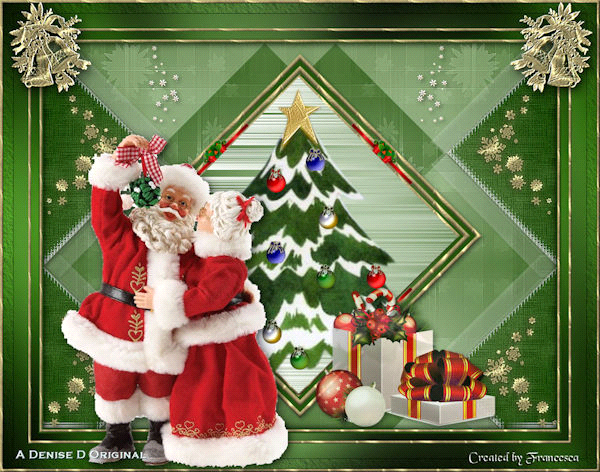 A Denise D Original
Created by Francesca